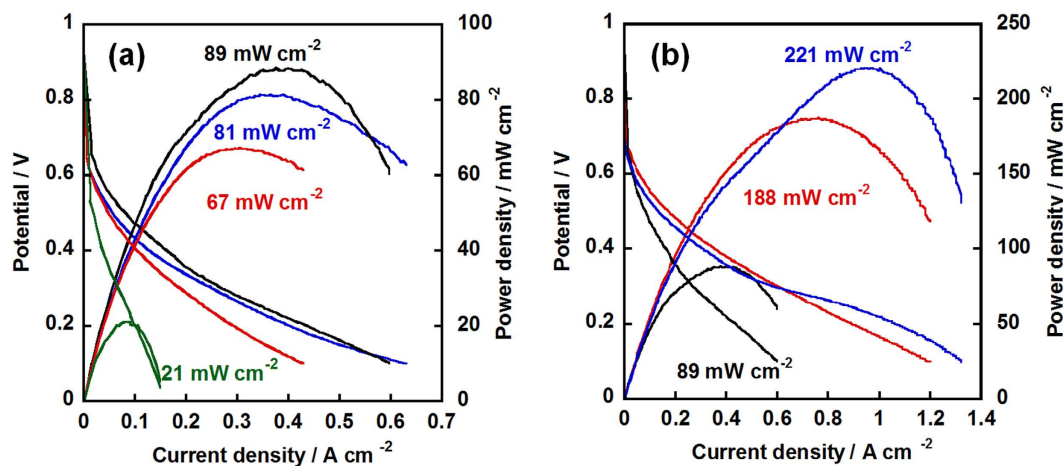 (a)
89 mW cm⁻²
81 mW cm⁻²
67 mW cm⁻²
21 mW cm⁻²
Potential / V
1
0.8
0.6
0.4
0.2
0
0 0.1 0.2 0.3 0.4 0.5 0.6 0.7
Current density / A cm⁻²
100
80
60
40
20
0
Power density / mW cm⁻²
(b)
221 mW cm⁻²
188 mW cm⁻²
89 mW cm⁻²
Potential / V
1
0.8
0.6
0.4
0.2
0
0 0.2 0.4 0.6 0.8 1 1.2 1.4
Current density / A cm⁻²
250
200
150
100
50
0
Power density / mW cm⁻²